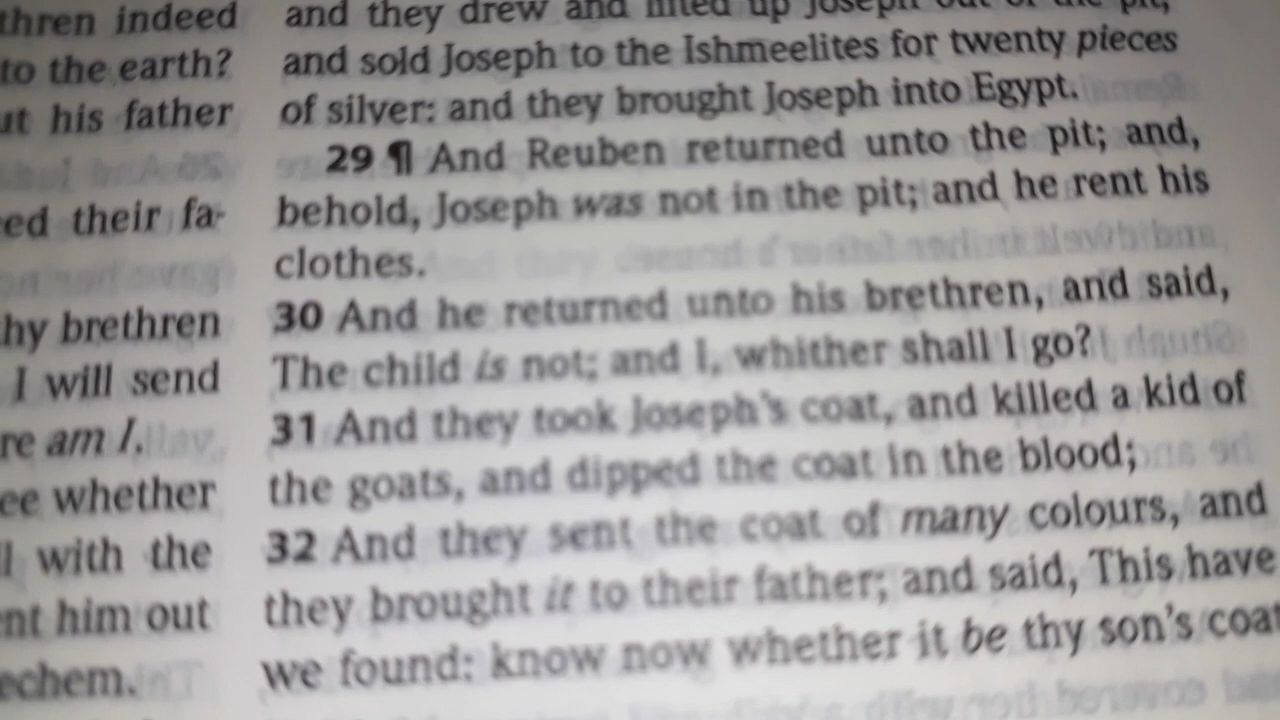 thren indeed
to the earth?
ut his father
ed their fa-
hy brethren
I will send
re am I.
ee whether
l with the
nt him out
echem.
and they drew and lifted up Joseph out of the pit,
and sold Joseph to the Ishmeelites for twenty pieces
of silver: and they brought Joseph into Egypt.
29 ¶ And Reuben returned unto the pit; and,
behold, Joseph was not in the pit; and he rent his
clothes.
30 And he returned unto his brethren, and said,
The child is not; and I, whither shall I go?
31 And they took Joseph's coat, and killed a kid of
the goats, and dipped the coat in the blood;
32 And they sent the coat of many colours, and
they brought it to their father; and said, This have
we found: know now whether it be thy son's coat